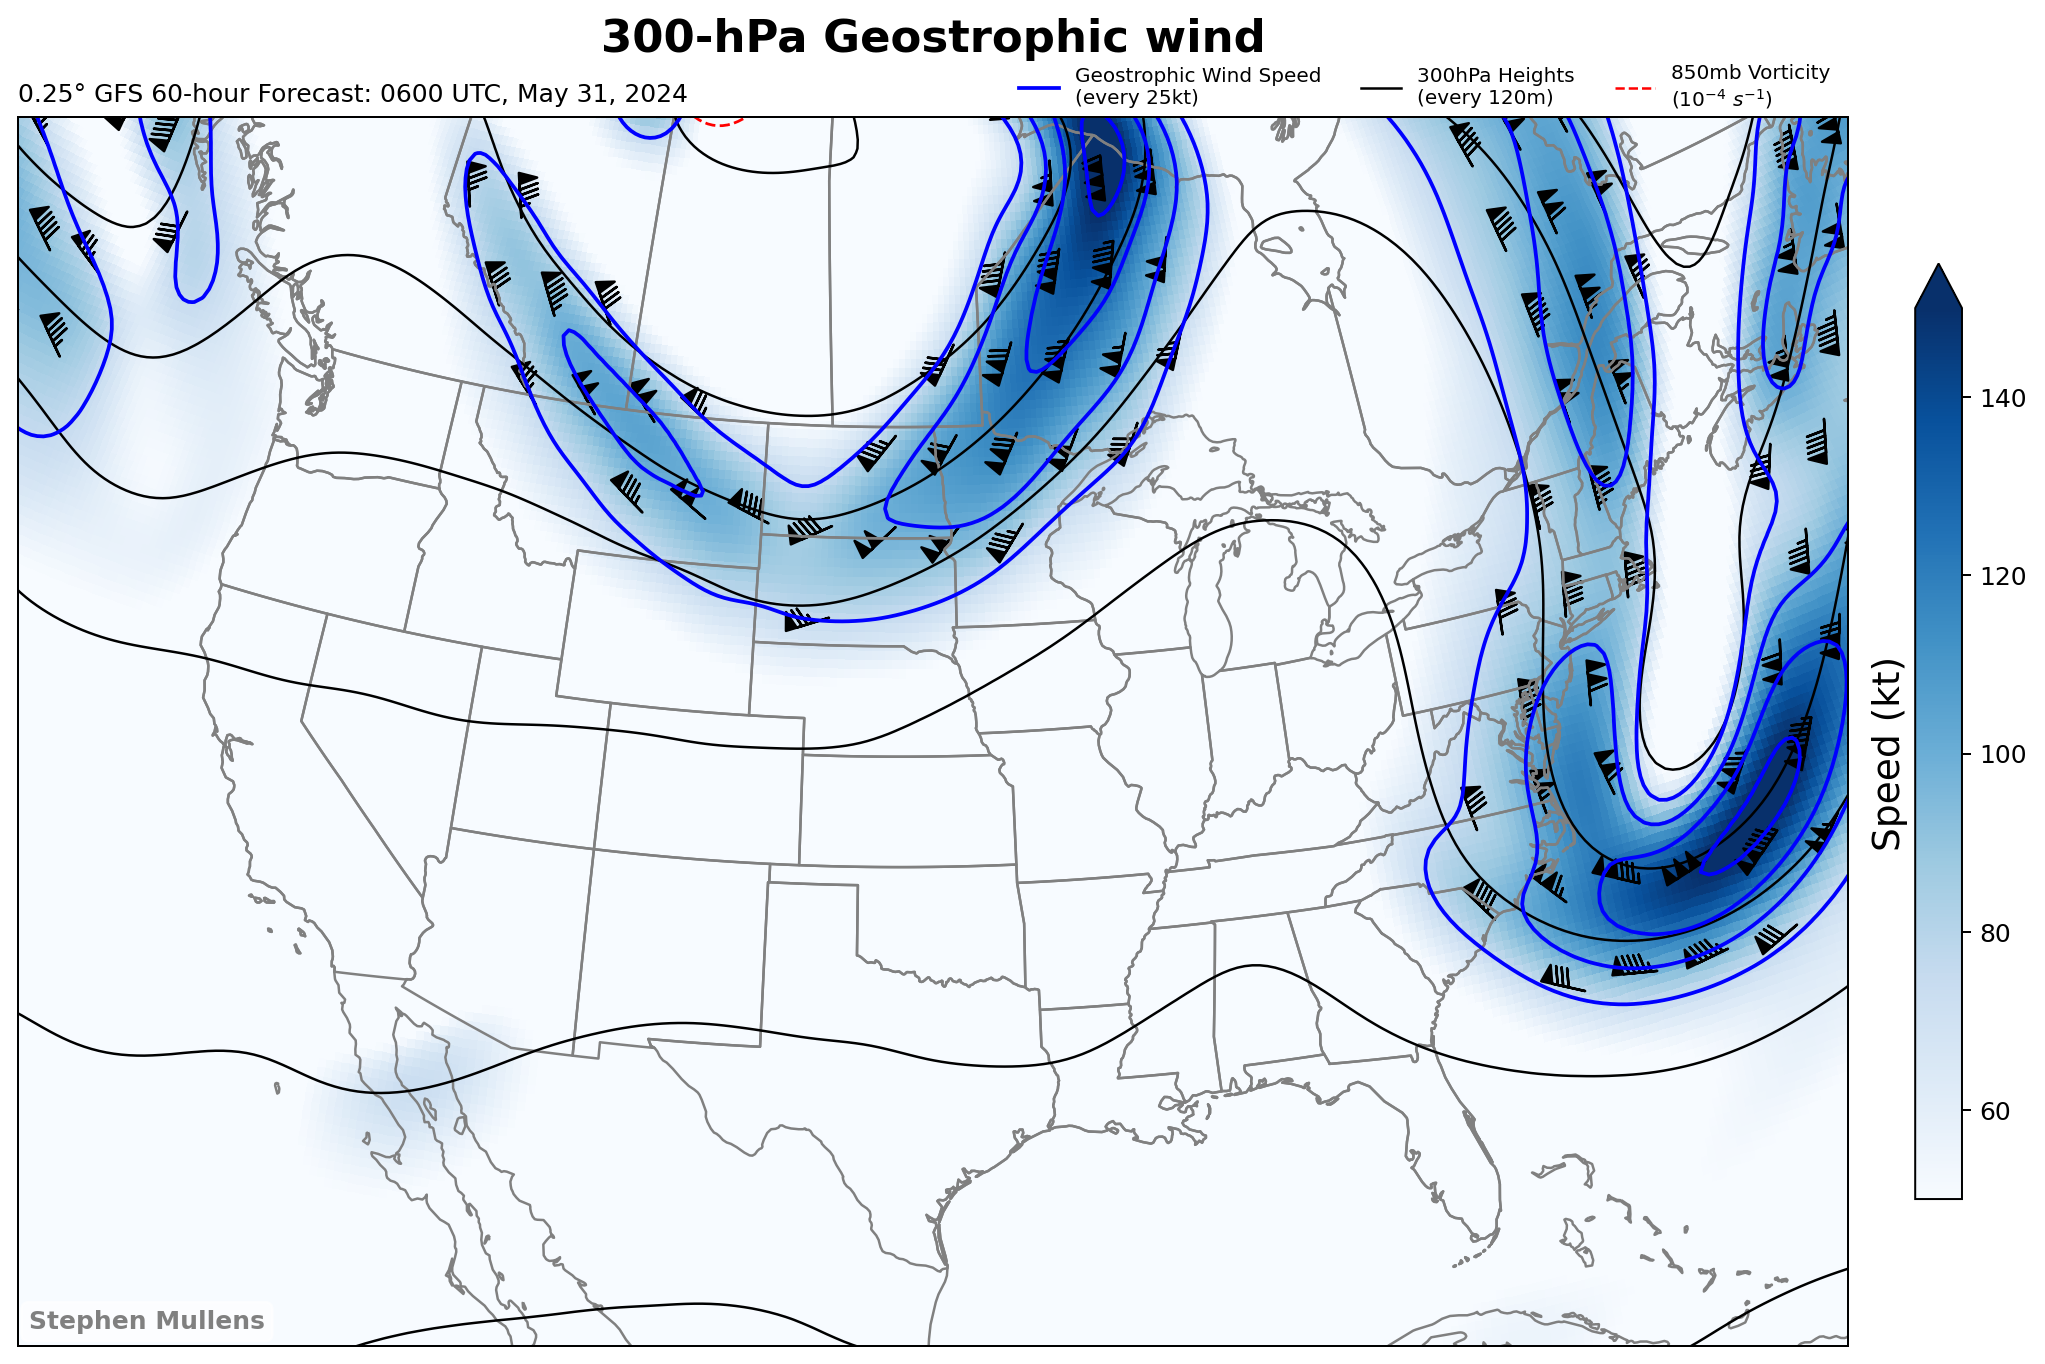 300-hPa Geostrophic wind
0.25° GFS 60-hour Forecast: 0600 UTC, May 31, 2024
Geostrophic Wind Speed
(every 25kt)
300hPa Heights
(every 120m)
850mb Vorticity
(10⁻⁴ s⁻¹)
140
120
100
80
60
Speed (kt)
Stephen Mullens